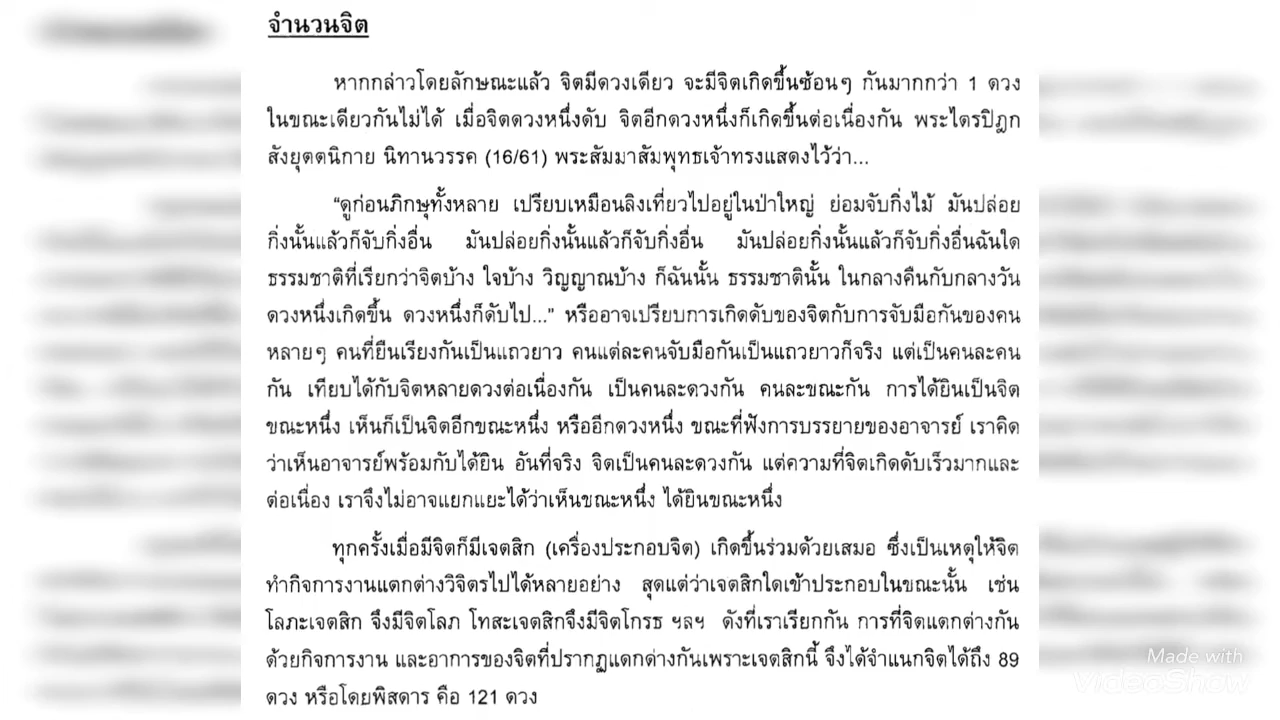 จำนวนจิต
หากกล่าวโดยลักษณะแล้ว จิตมีดวงเดียว จะมีจิตเกิดขึ้นซ้อนๆ กันมากกว่า 1 ดวง
ในขณะเดียวกันไม่ได้ เมื่อจิตดวงหนึ่งดับ จิตอีกดวงหนึ่งก็เกิดขึ้นต่อเนื่องกัน พระไตรปิฎก
สังยุตตนิกาย นิทานวรรค (16/61) พระสัมมาสัมพุทธเจ้าทรงแสดงไว้ว่า...
“ดูก่อนภิกษุทั้งหลาย เปรียบเหมือนลิงเที่ยวไปอยู่ในป่าใหญ่ ย่อมจับกิ่งไม้ มันปล่อย
กิ่งนั้นแล้วก็จับกิ่งอื่น มันปล่อยกิ่งนั้นแล้วก็จับกิ่งอื่น มันปล่อยกิ่งนั้นแล้วก็จับกิ่งอื่นฉันใด
ธรรมชาติที่เรียกว่าจิตบ้าง ใจบ้าง วิญญาณบ้าง ก็ฉันนั้น ธรรมชาตินั้น ในกลางคืนกับกลางวัน
ดวงหนึ่งเกิดขึ้น ดวงหนึ่งก็ดับไป...” หรืออาจเปรียบการเกิดดับของจิตกับการจับมือกันของคน
หลายๆ คนที่ยืนเรียงกันเป็นแถวยาว คนแต่ละคนจับมือกันเป็นแถวยาวก็จริง แต่เป็นคนละคน
กัน เทียบได้กับจิตหลายดวงต่อเนื่องกัน เป็นคนละดวงกัน คนละขณะกัน การได้ยินเป็นจิต
ขณะหนึ่ง เห็นก็เป็นจิตอีกขณะหนึ่ง หรืออีกดวงหนึ่ง ขณะที่ฟังการบรรยายของอาจารย์ เราคิด
ว่าเห็นอาจารย์พร้อมกับได้ยิน อันที่จริง จิตเป็นคนละดวงกัน แต่ความที่จิตเกิดดับเร็วมากและ
ต่อเนื่อง เราจึงไม่อาจแยกแยะได้ว่าเห็นขณะหนึ่ง ได้ยินขณะหนึ่ง
ทุกครั้งเมื่อมีจิตก็มีเจตสิก (เครื่องประกอบจิต) เกิดขึ้นร่วมด้วยเสมอ ซึ่งเป็นเหตุให้จิต
ทำกิจการงานแตกต่างวิจิตรไปได้หลายอย่าง สุดแต่ว่าเจตสิกใดเข้าประกอบในขณะนั้น เช่น
โลภะเจตสิก จึงมีจิตโลภ โทสะเจตสิกจึงมีจิตโกรธ ฯลฯ ดังที่เราเรียกกัน การที่จิตแตกต่างกัน
ด้วยกิจการงาน และอาการของจิตที่ปรากฏแตกต่างกันเพราะเจตสิกนี้ จึงได้จำแนกจิตได้ถึง 89
ดวง หรือโดยพิสดาร คือ 121 ดวง
Made with
VideoShow